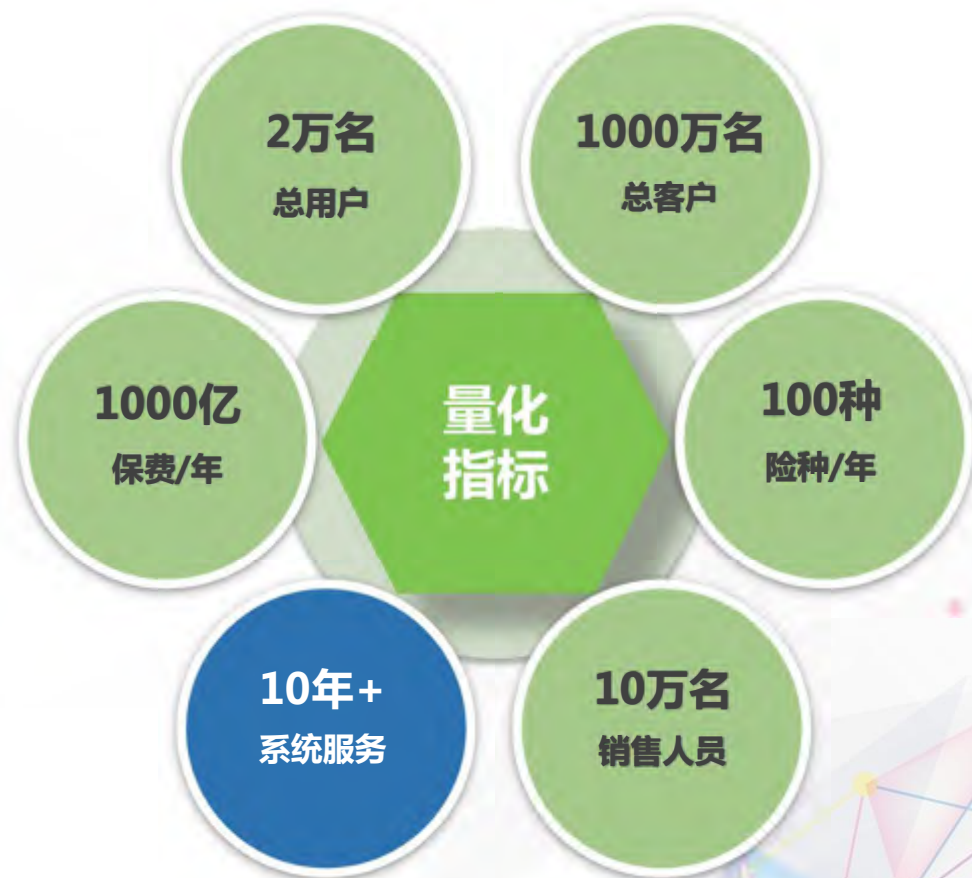 2万名
总用户
1000万名
总客户
1000亿
保费/年
量化
指标
100种
险种/年
10年+
系统服务
10万名
销售人员